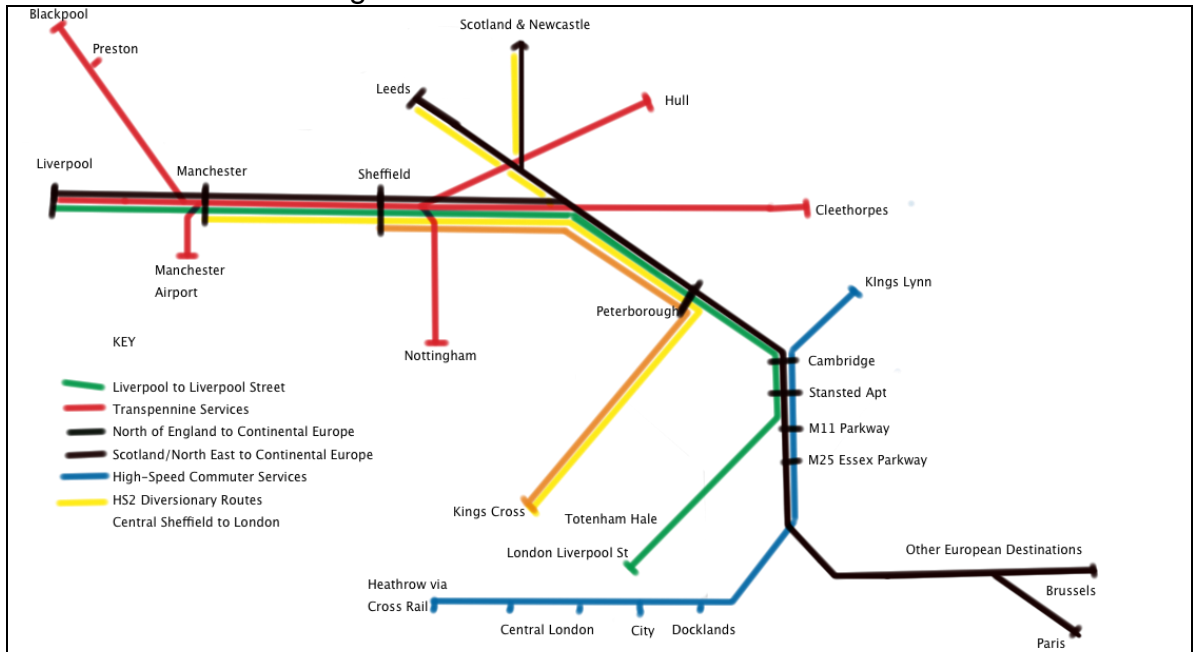 Blackpool
Scotland & Newcastle
Preston
Leeds
Hull
Liverpool
Manchester
Sheffield
Cleethorpes
Manchester
Airport
KIngs Lynn
Peterborough
KEY
Nottingham
Cambridge
Liverpool to Liverpool Street
Stansted Apt
Transpennine Services
North of England to Continental Europe
M11 Parkway
Scotland/North East to Continental Europe
M25 Essex Parkway
High-Speed Commuter Services
HS2 Diversionary Routes
Central Sheffield to London
Kings Cross
Totenham Hale
London Liverpool St
Other European Destinations
Heathrow via
Cross Rail
Brussels
Central London
City
Docklands
Paris